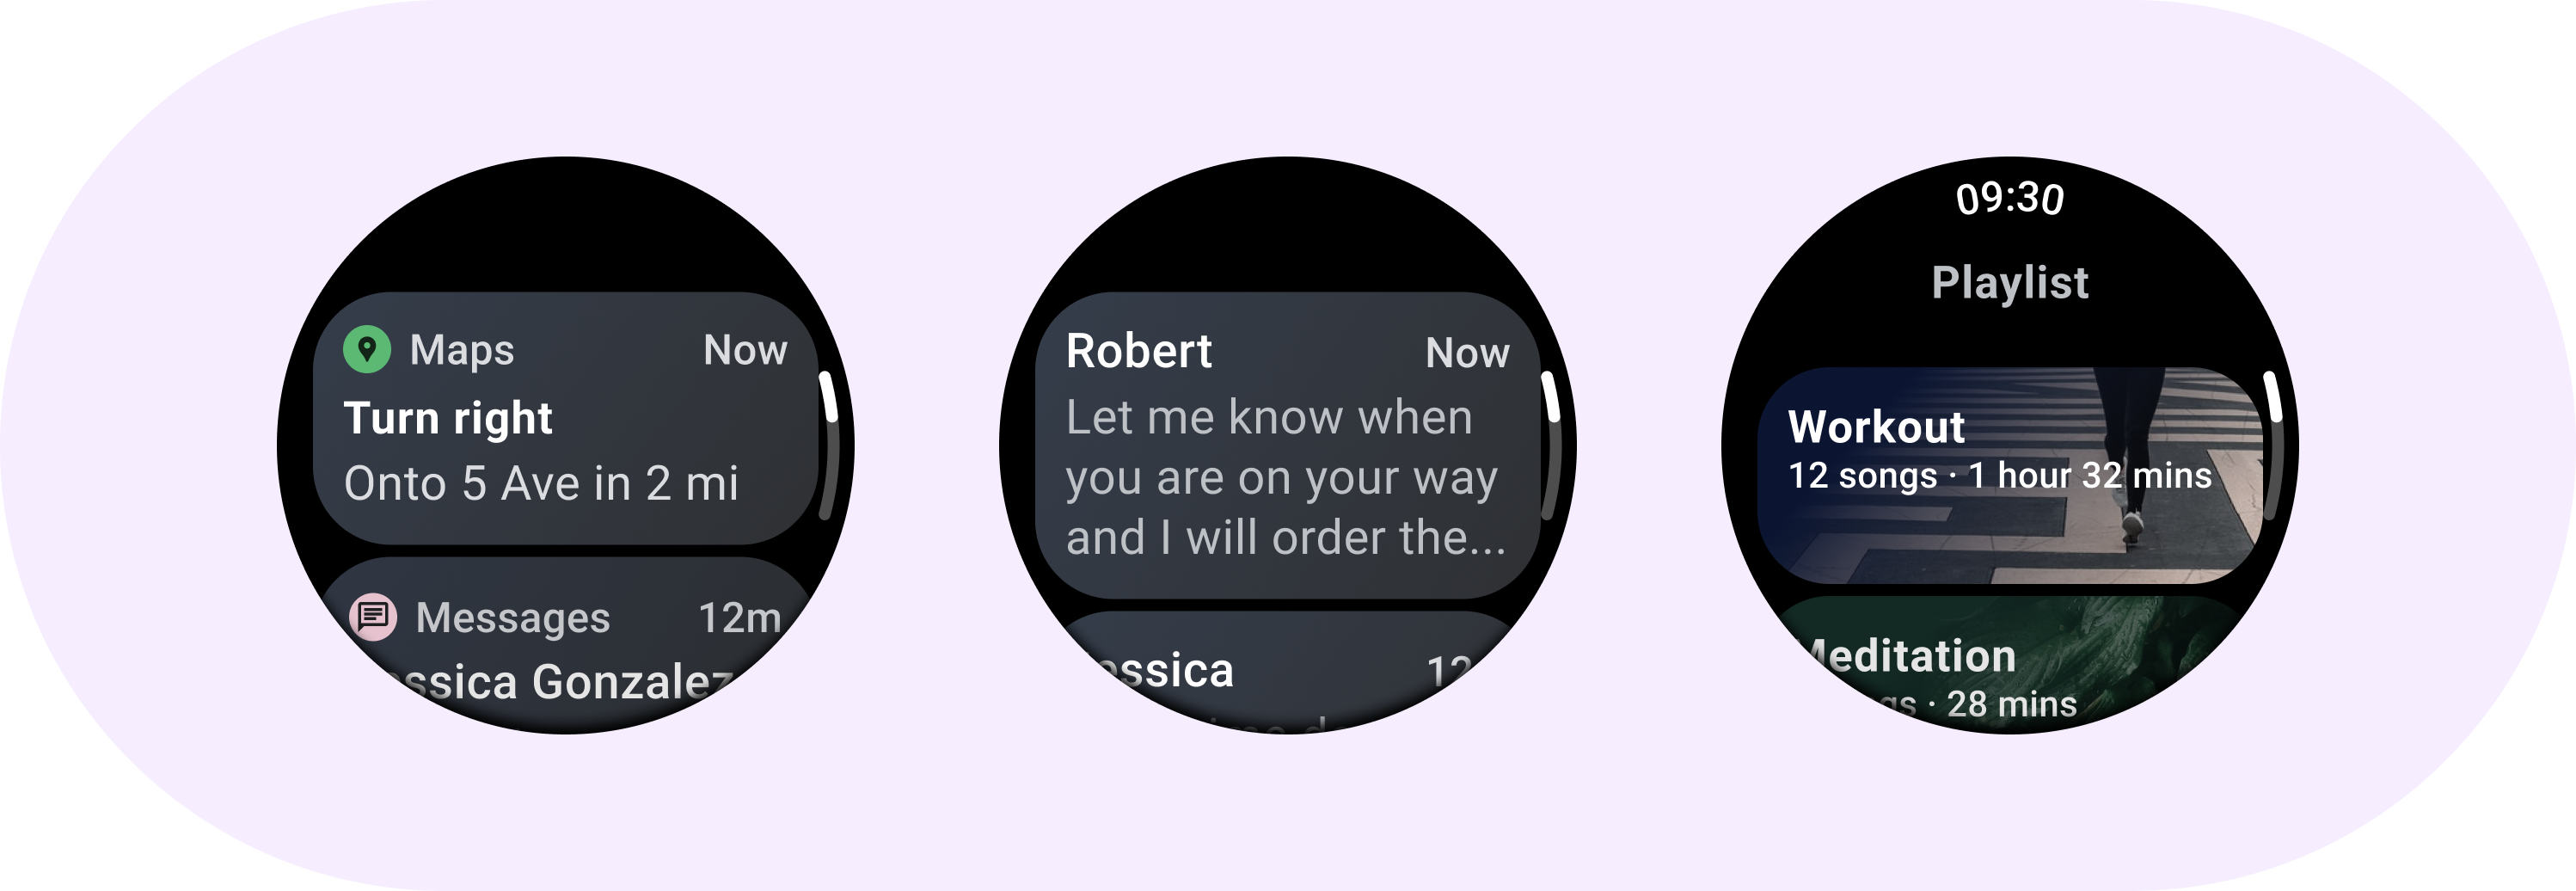 Maps Now
Turn right
Onto 5 Ave in 2 mi
Messages 12m
Gonzalez
Robert Now
Let me know when
you are on your way
and I will order the...
09:30
Playlist
Workout
12 songs · 1 hour 32 mins
Meditation
· 28 mins